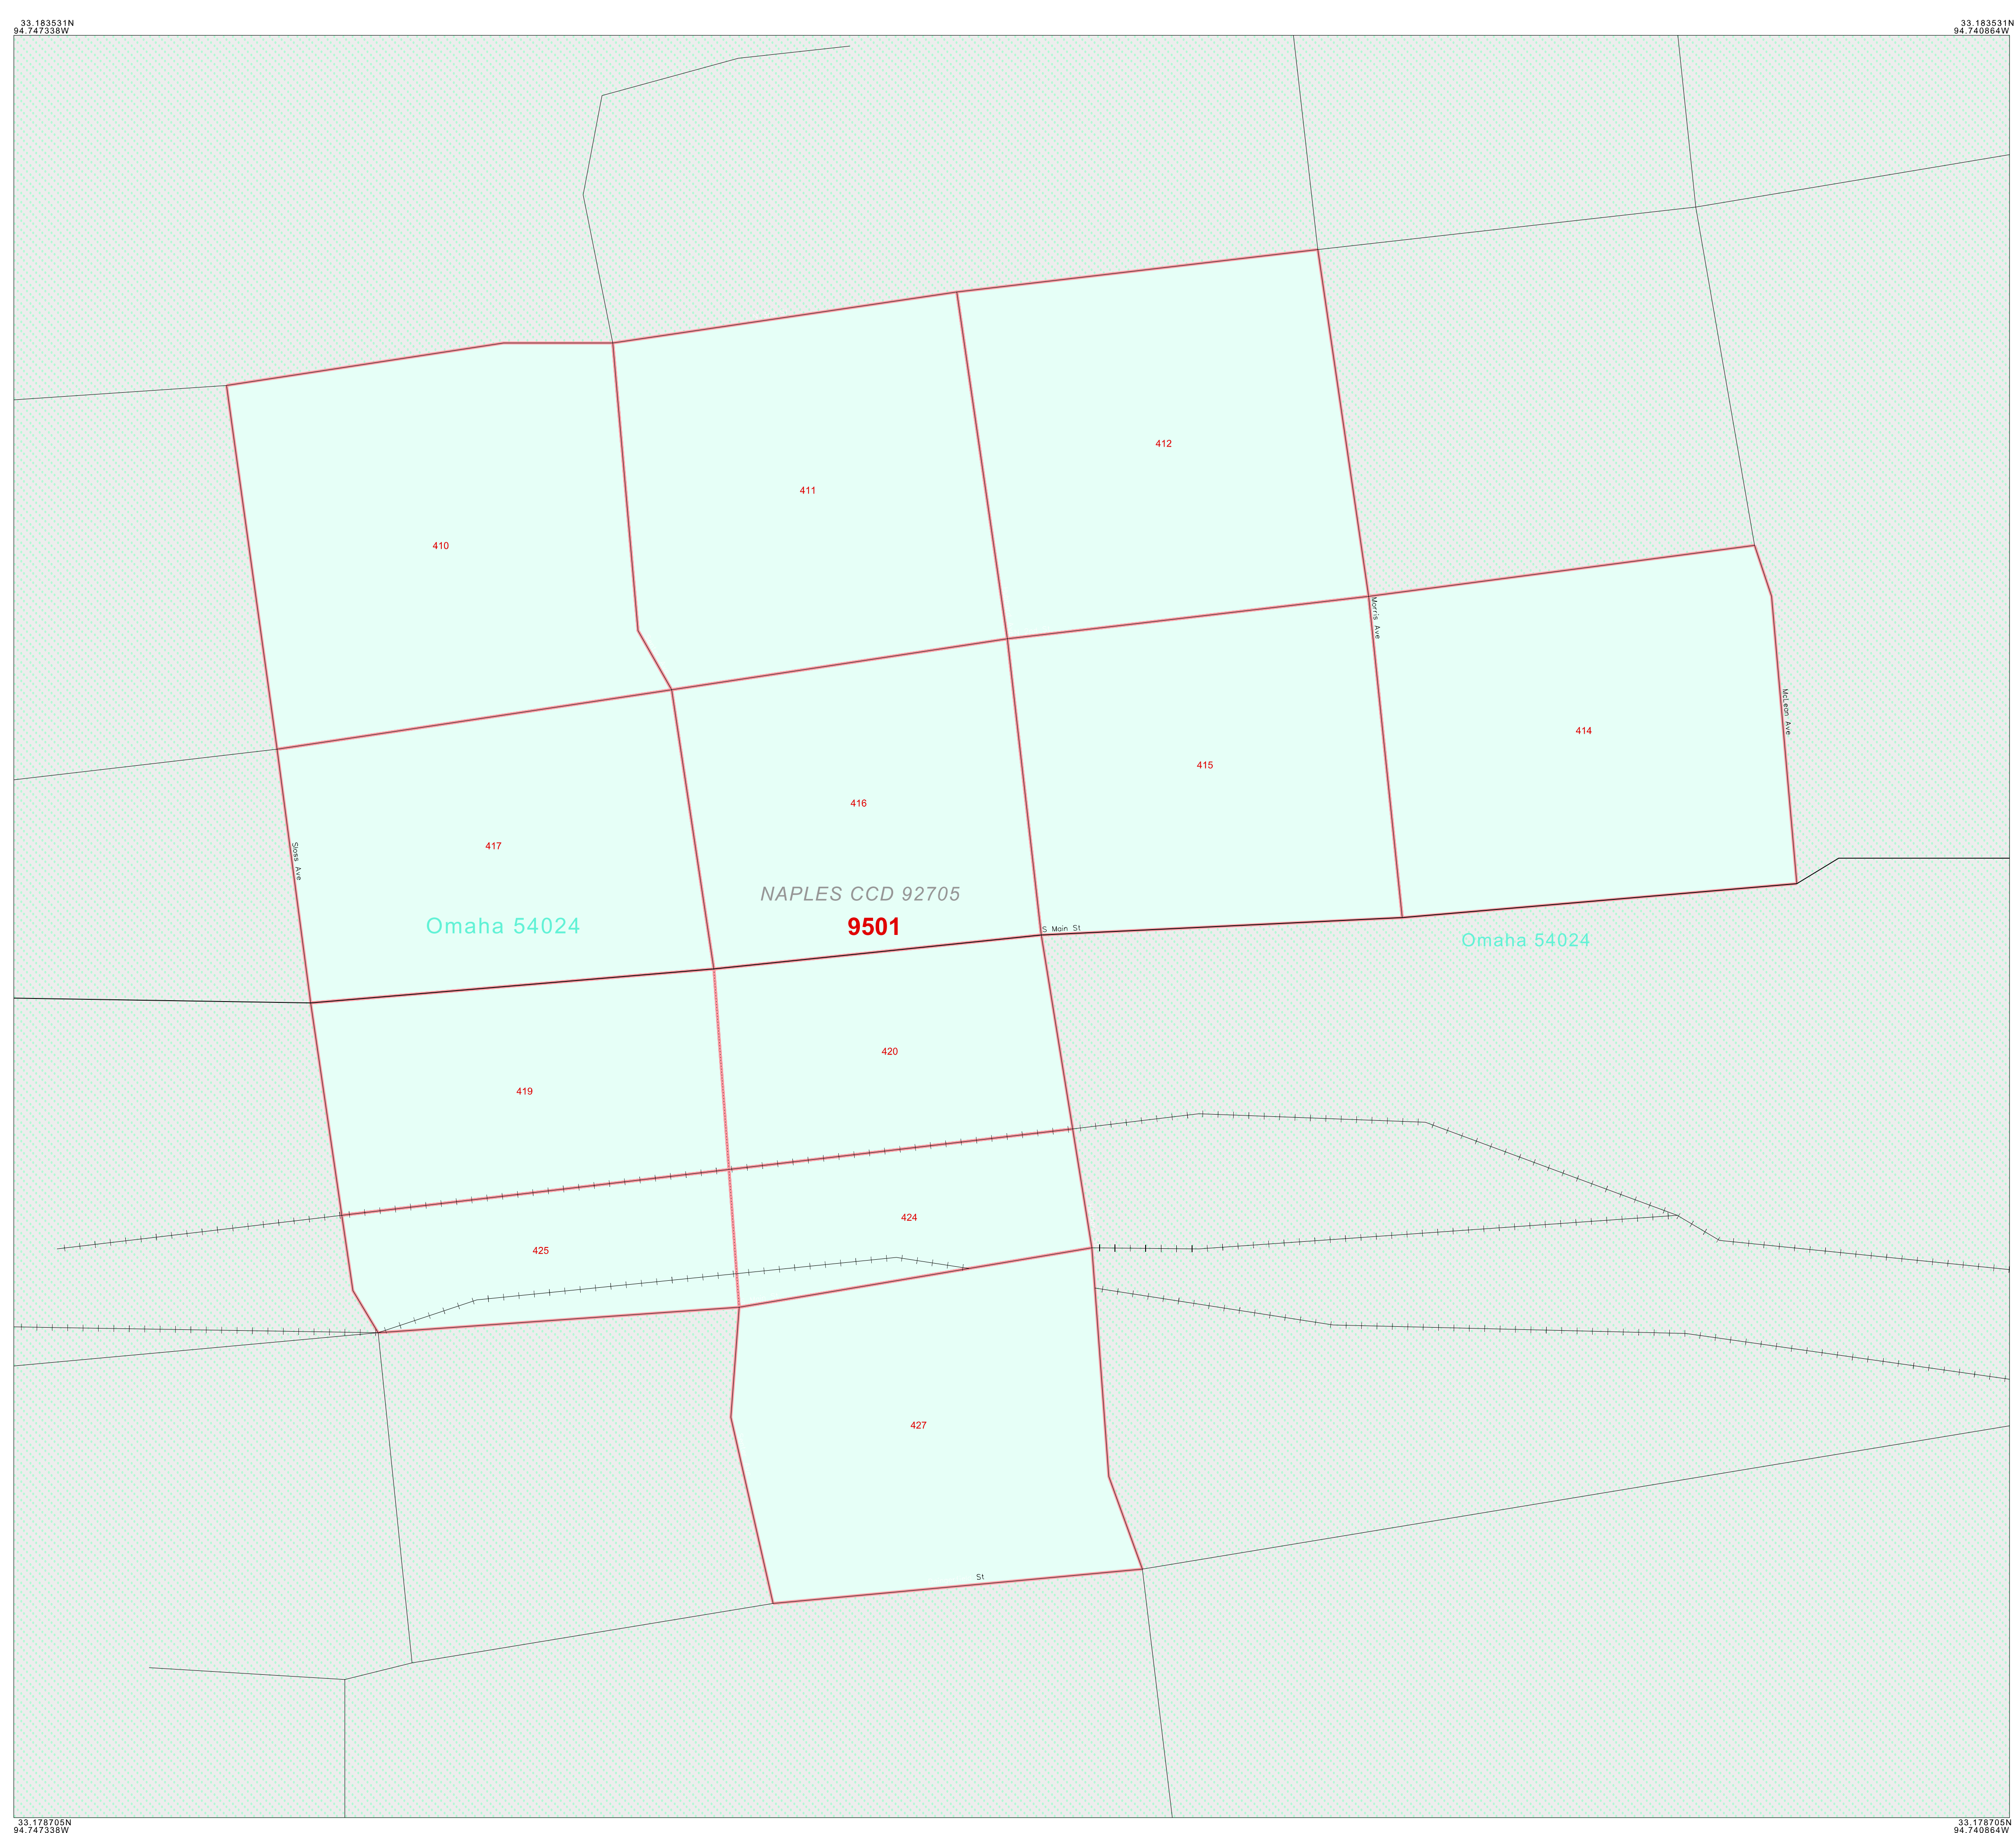 33.183531N
94.747338W
33.183531N
94.740864W
412
411
410
Morris Ave
McLean Ave
414
415
416
417
Sloss Ave
NAPLES CCD 92705
9501
Omaha 54024
S Main St
Omaha 54024
420
419
424
425
427
St
33.178705N
94.747338W
33.178705N
94.740864W